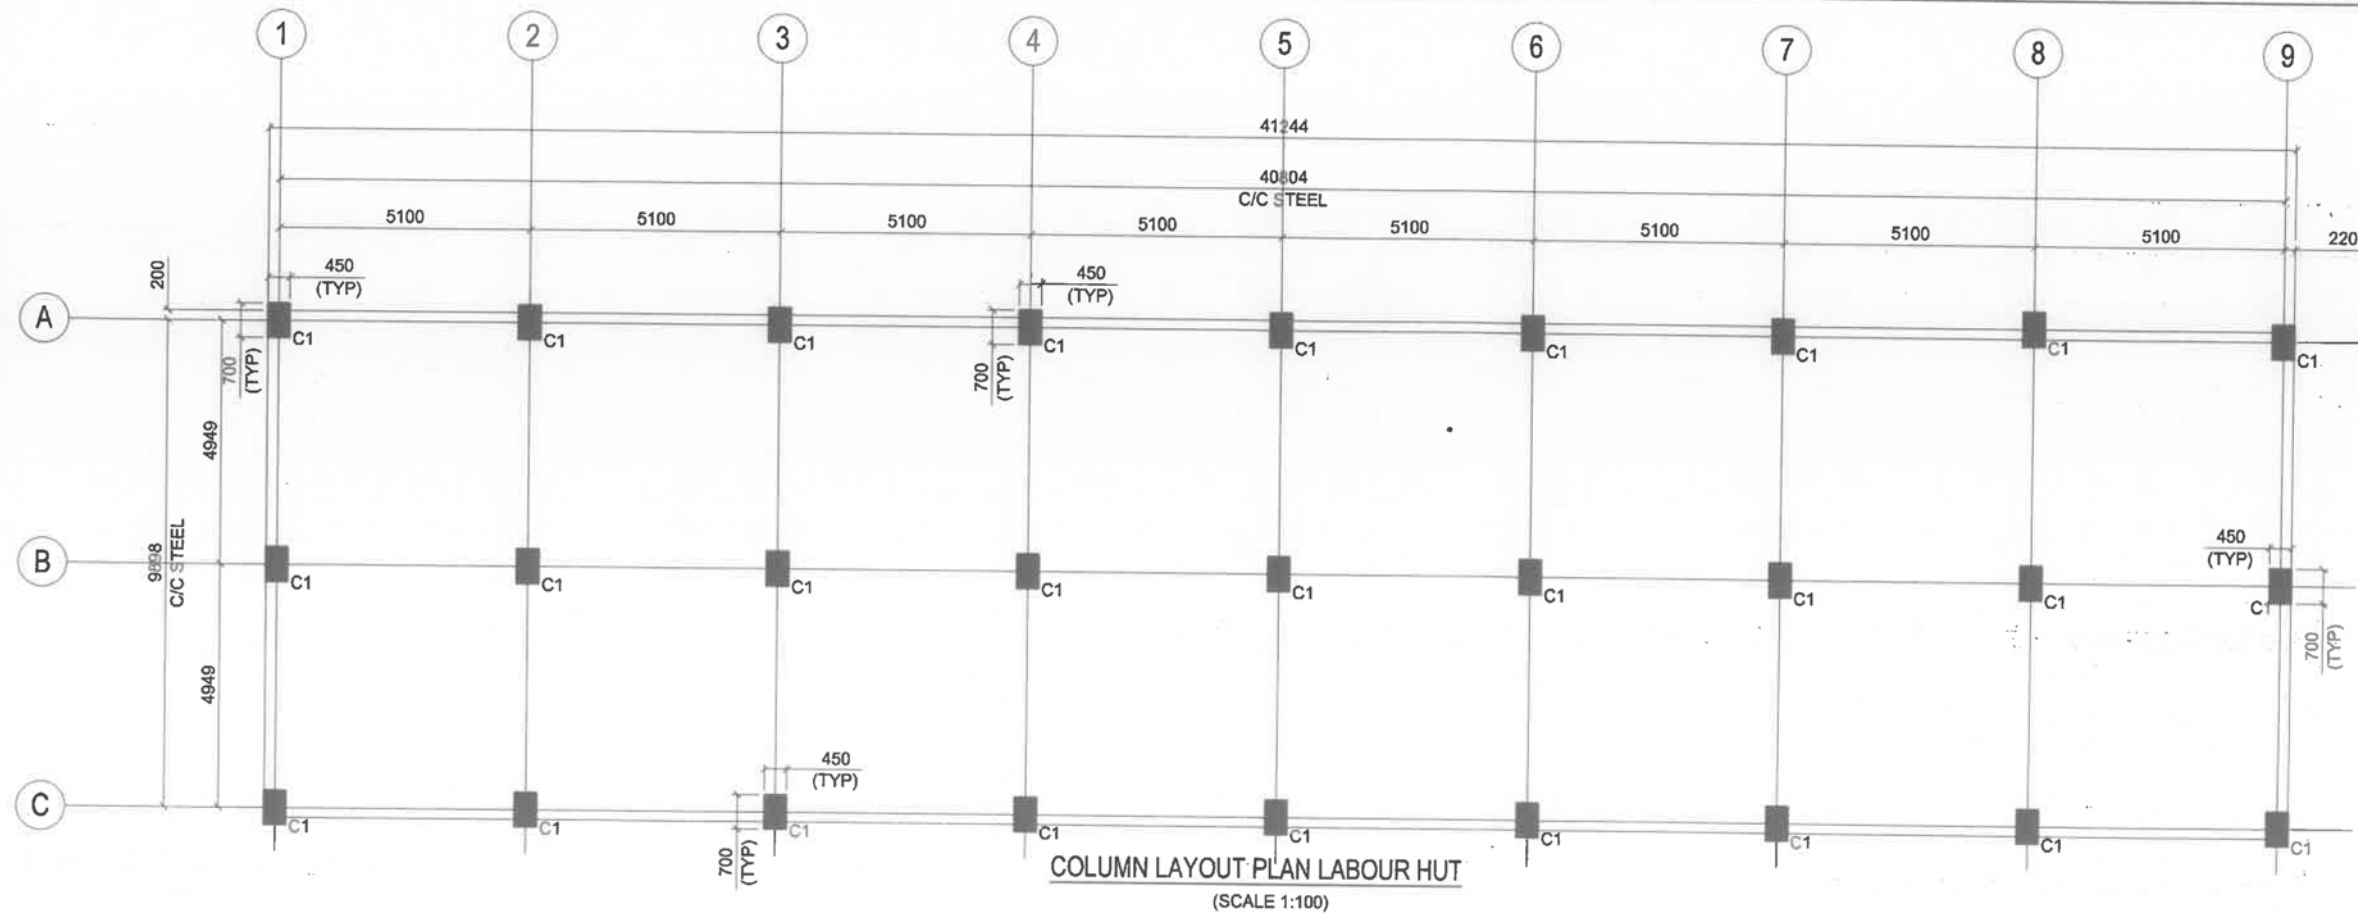 1 2 3 4 5 6 7 8 9
41244
40804
C/C STEEL
5100 5100 5100 5100 5100 5100 5100 5100 220
200
450
(TYP)
450
(TYP)
A
C1 C1 C1 C1 C1 C1 C1 C1 C1
700
(TYP)
700
(TYP)
4949
9898
C/C STEEL
450
(TYP)
B
C1 C1 C1 C1 C1 C1 C1 C1 C1
700
(TYP)
4949
450
(TYP)
C
C1 C1 C1 C1 C1 C1 C1 C1 C1
700
(TYP)
COLUMN LAYOUT PLAN LABOUR HUT
(SCALE 1:100)